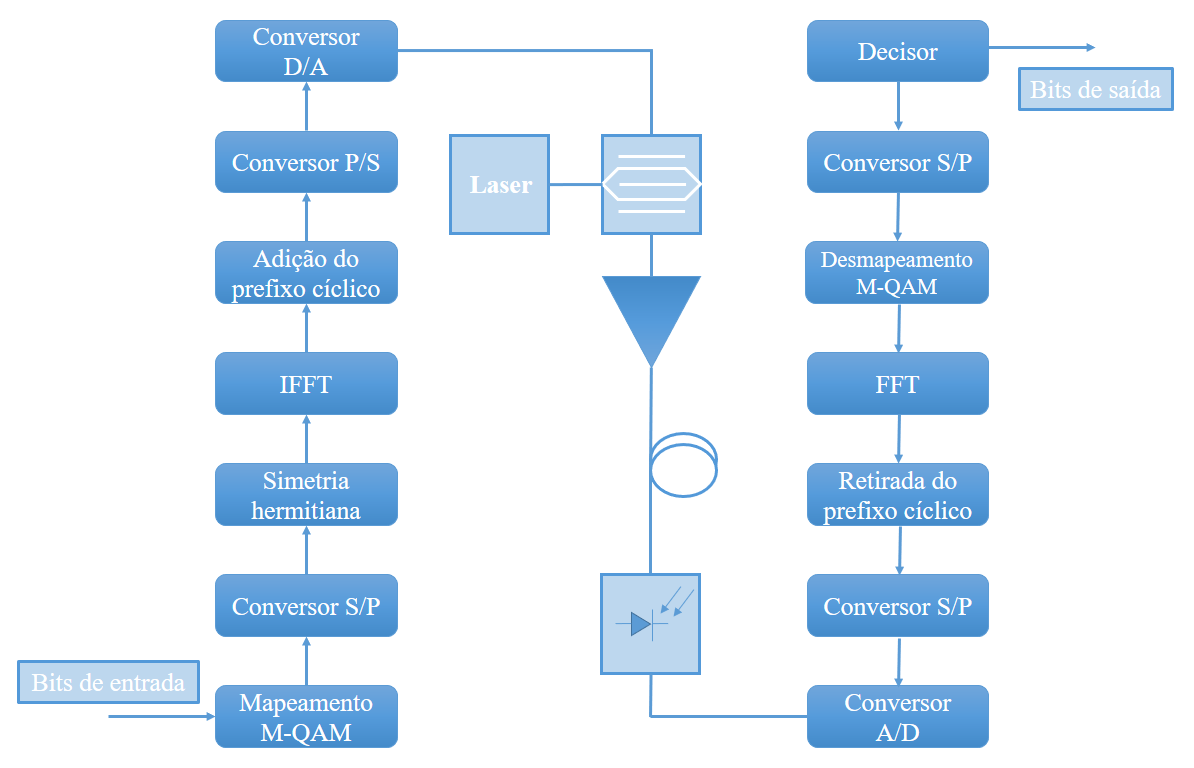 Conversor
D/A
Conversor P/S
Adição do
prefixo cíclico
IFFT
Simetria
hermitiana
Conversor S/P
Bits de entrada
Mapeamento
M-QAM
Laser
Decisor
Bits de saída
Conversor S/P
Desmapeamento
M-QAM
FFT
Retirada do
prefixo cíclico
Conversor S/P
Conversor
A/D